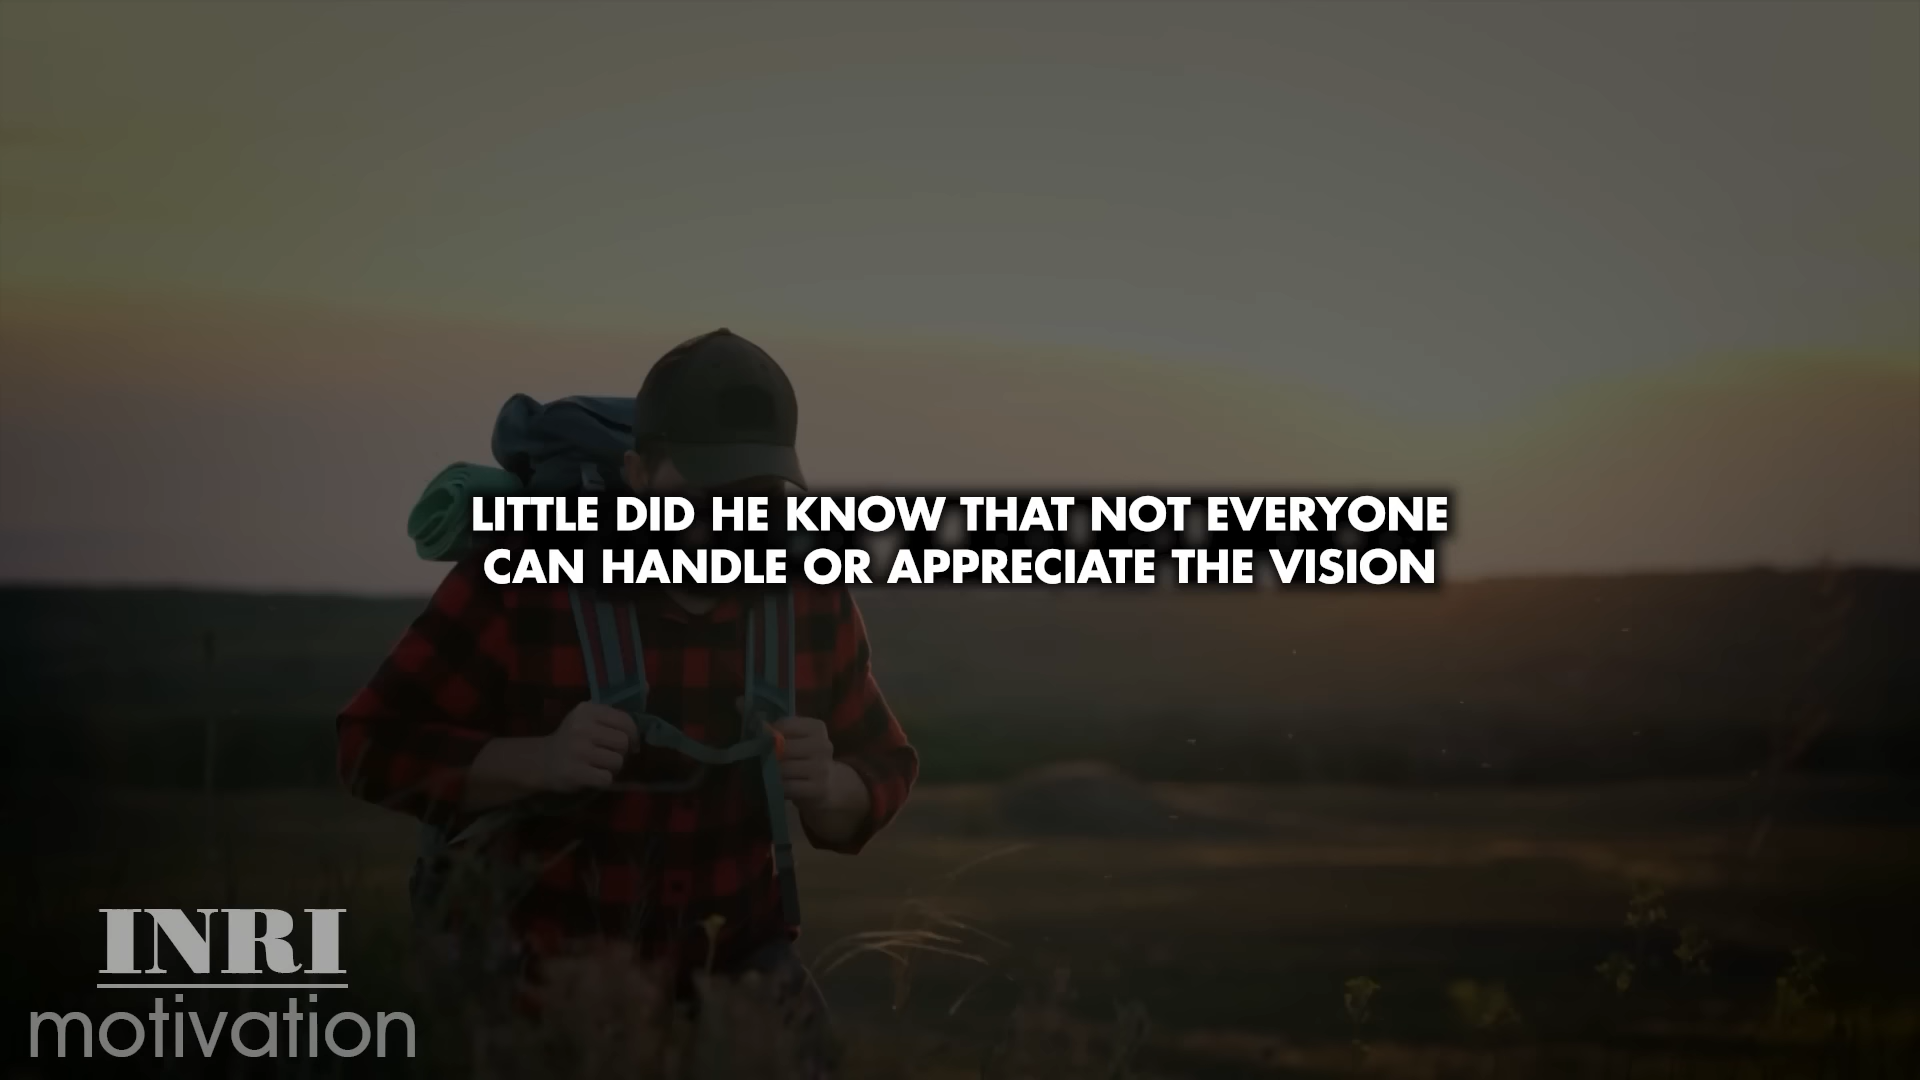 LITTLE DID HE KNOW THAT NOT EVERYONE
CAN HANDLE OR APPRECIATE THE VISION
INRI
motivation